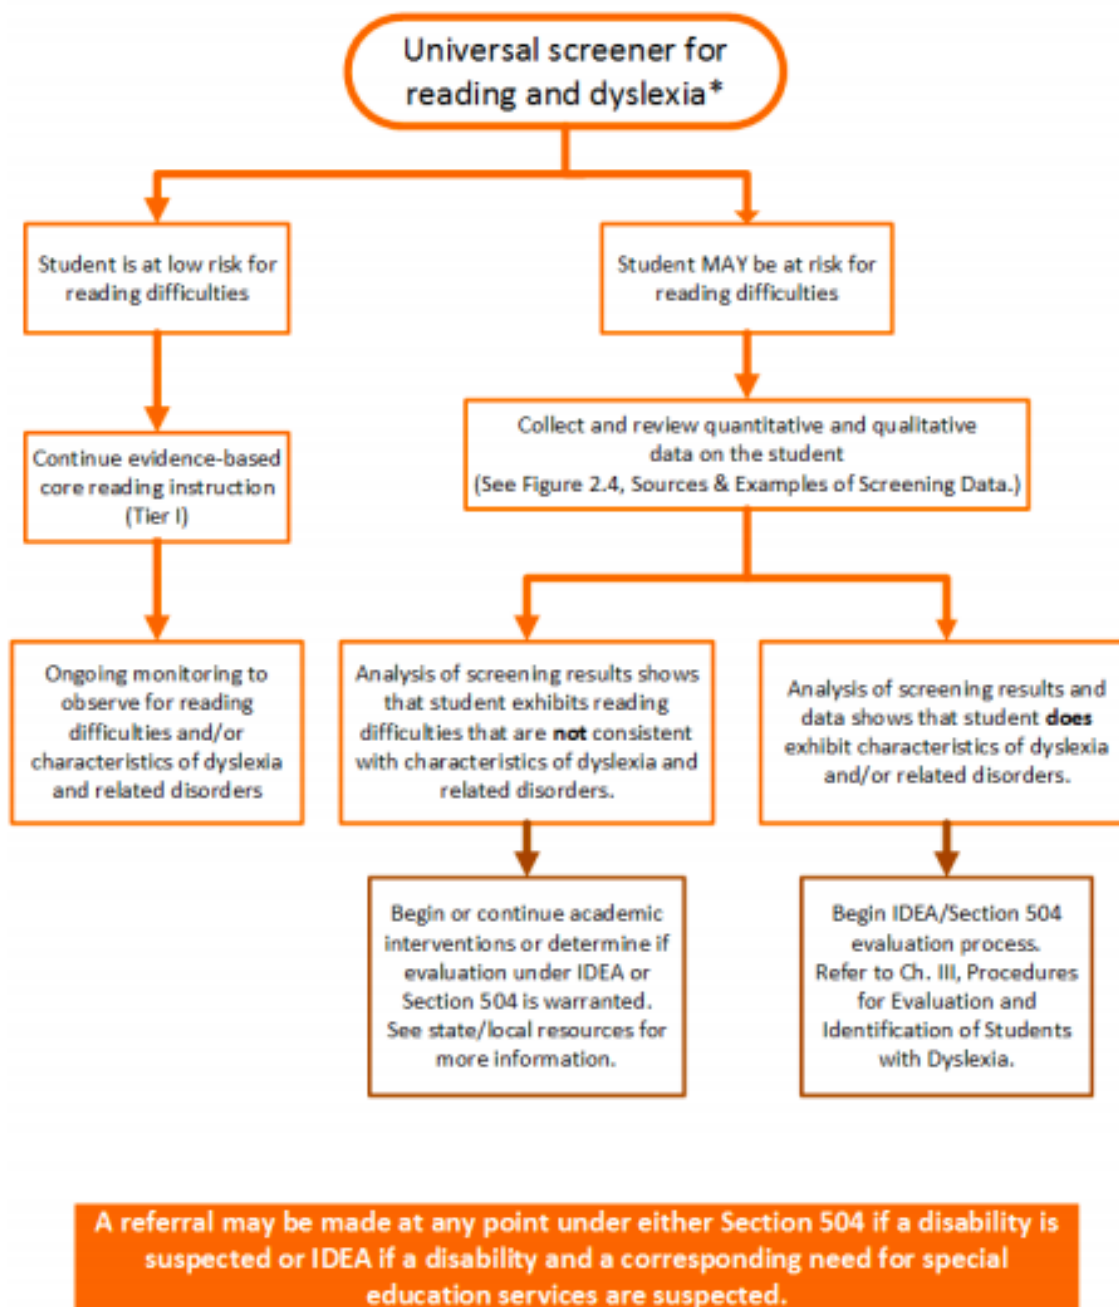 Universal screener for
reading and dyslexia*
Student is at low risk for
reading difficulties
Student MAY be at risk for
reading difficulties
Continue evidence-based
core reading instruction
(Tier I)
Collect and review quantitative and qualitative
data on the student
(See Figure 2.4, Sources & Examples of Screening Data.)
Ongoing monitoring to
observe for reading
difficulties and/or
characteristics of dyslexia
and related disorders
Analysis of screening results shows
that student exhibits reading
difficulties that are not consistent
with characteristics of dyslexia and
related disorders.
Analysis of screening results and
data shows that student does
exhibit characteristics of dyslexia
and/or related disorders.
Begin or continue academic
interventions or determine if
evaluation under IDEA or
Section 504 is warranted.
See state/local resources for
more information.
Begin IDEA/Section 504
evaluation process.
Refer to Ch. III, Procedures
for Evaluation and
Identification of Students
with Dyslexia.
A referral may be made at any point under either Section 504 if a disability is
suspected or IDEA if a disability and a corresponding need for special
education services are suspected.